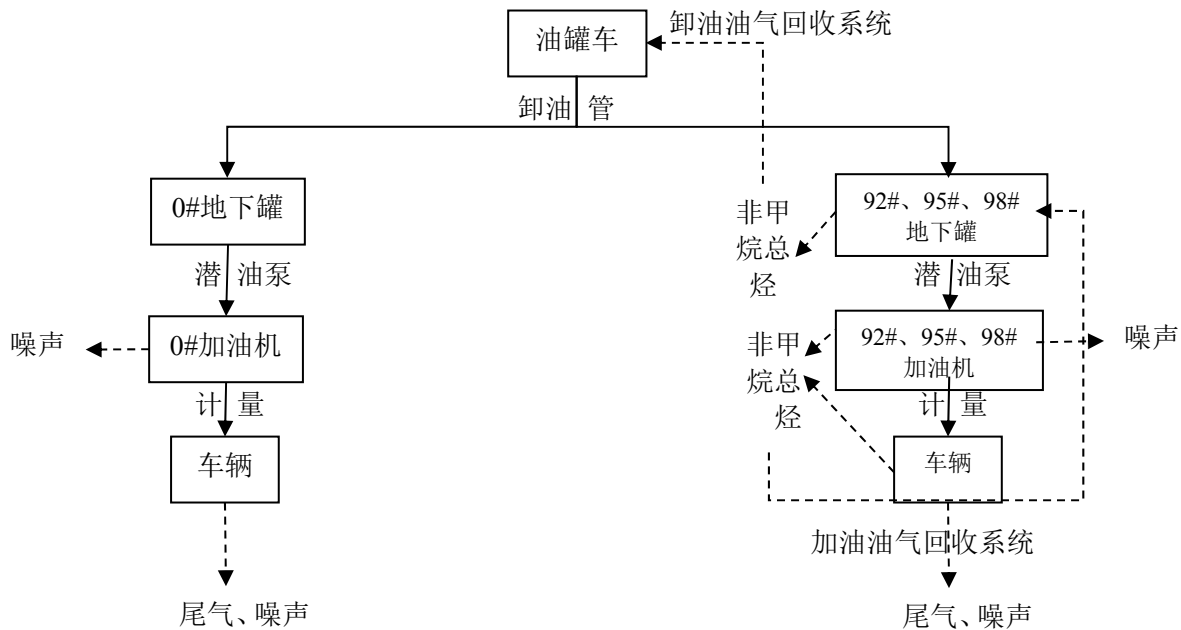 卸油油气回收系统
油罐车
卸油 管
0#地下罐
92#、95#、98#
地下罐
非甲
烷总
烃
潜 油泵
潜 油泵
噪声
0#加油机
非甲
烷总
烃
92#、95#、98#
加油机
噪声
计 量
计 量
车辆
车辆
加油油气回收系统
尾气、噪声
尾气、噪声